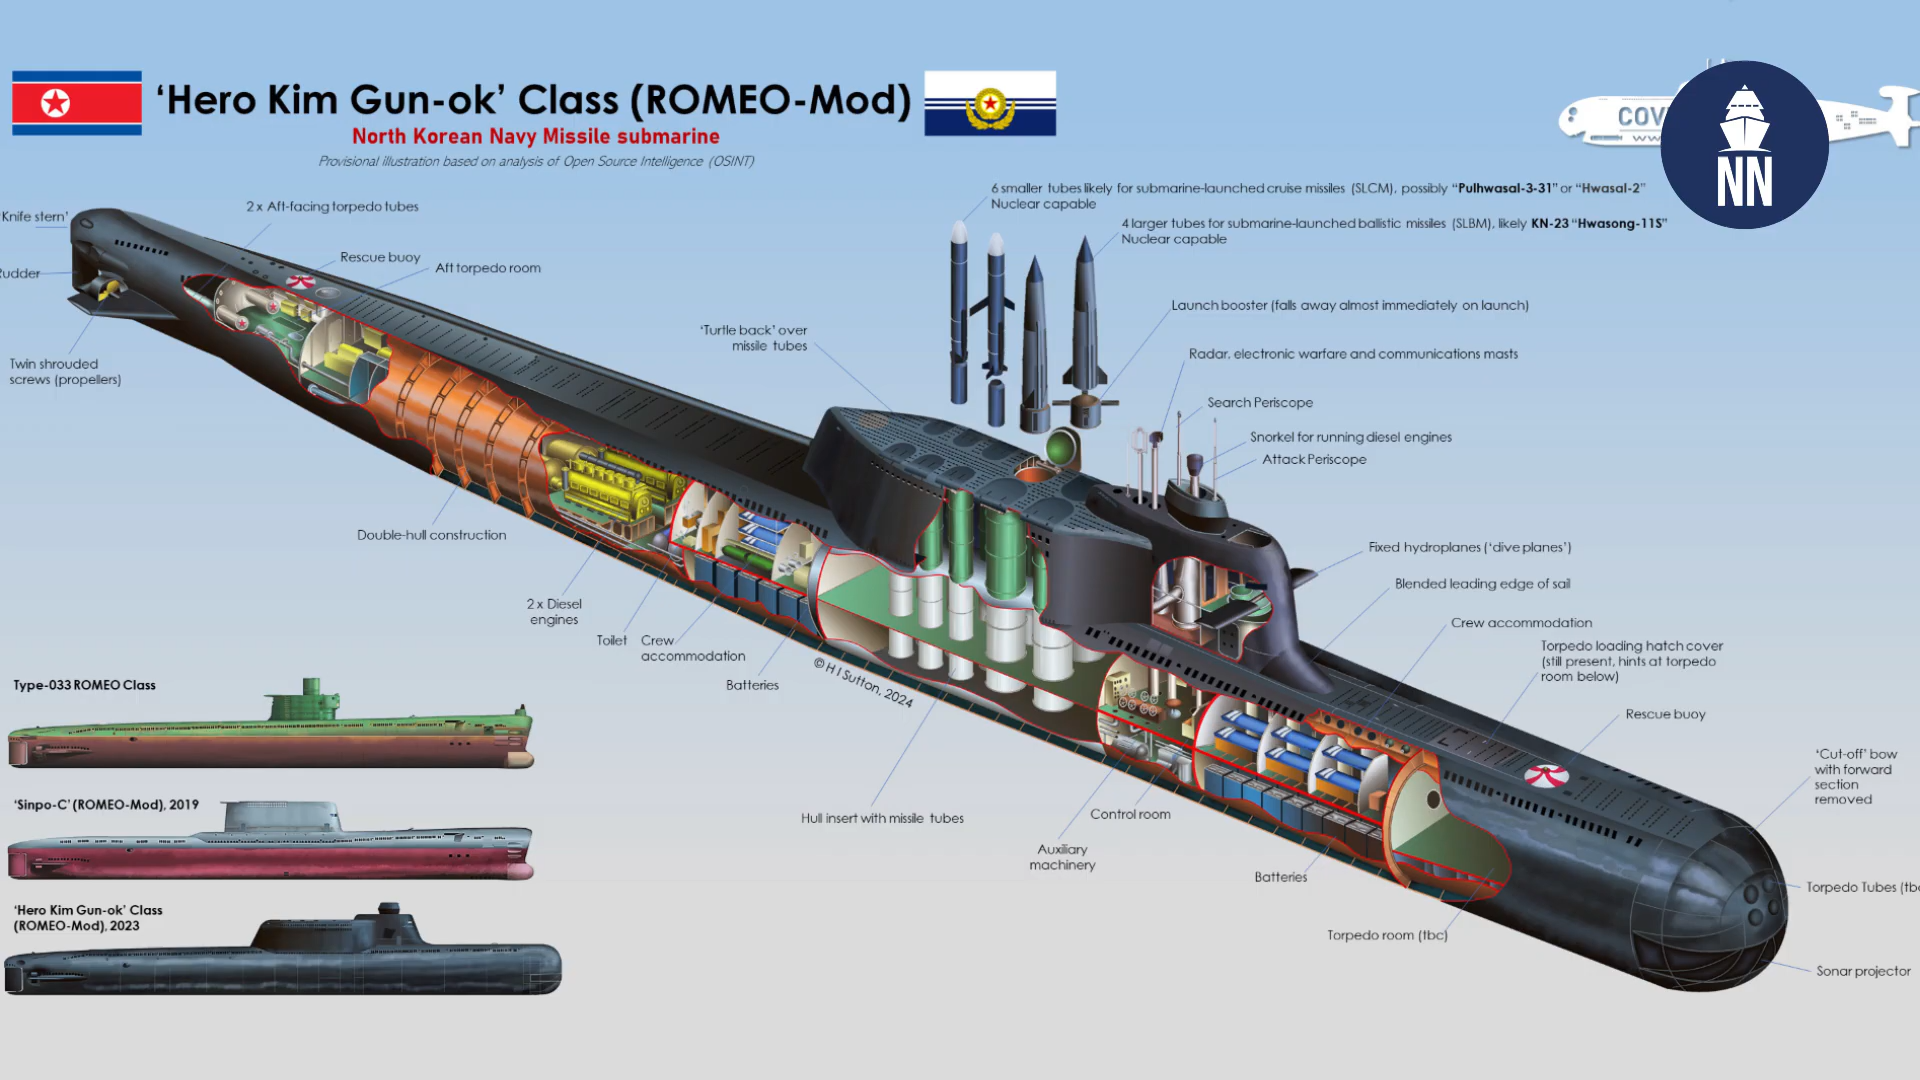 ‘Hero Kim Gun-ok’ Class (ROMEO-Mod)
North Korean Navy Missile submarine
Provisional illustration based on analysis of Open Source Intelligence (OSINT)
COV
WW
NN
6 smaller tubes likely for submarine-launched cruise missiles (SLCM), possibly “Pulhwasal-3-31” or “Hwasal-2”
Nuclear capable
4 larger tubes for submarine-launched ballistic missiles (SLBM), likely KN-23 “Hwasong-11S”
Nuclear capable
Knife stern’
2 x Aft-facing torpedo tubes
Rescue buoy
Aft torpedo room
Rudder
Launch booster (falls away almost immediately on launch)
‘Turtle back’ over
missile tubes
Radar, electronic warfare and communications masts
Twin shrouded
screws (propellers)
Search Periscope
Snorkel for running diesel engines
Attack Periscope
Double-hull construction
Fixed hydroplanes (‘dive planes’)
Blended leading edge of sail
2 x Diesel
engines
Toilet
Crew
accommodation
Batteries
© H I Sutton, 2024
Crew accommodation
Torpedo loading hatch cover
(still present, hints at torpedo
room below)
Rescue buoy
‘Cut-off’ bow
with forward
section
removed
Type-033 ROMEO Class
‘Sinpo-C’ (ROMEO-Mod), 2019
‘Hero Kim Gun-ok’ Class
(ROMEO-Mod), 2023
Hull insert with missile tubes
Control room
Auxiliary
machinery
Batteries
Torpedo room (tbc)
Torpedo Tubes (tbc
Sonar projector